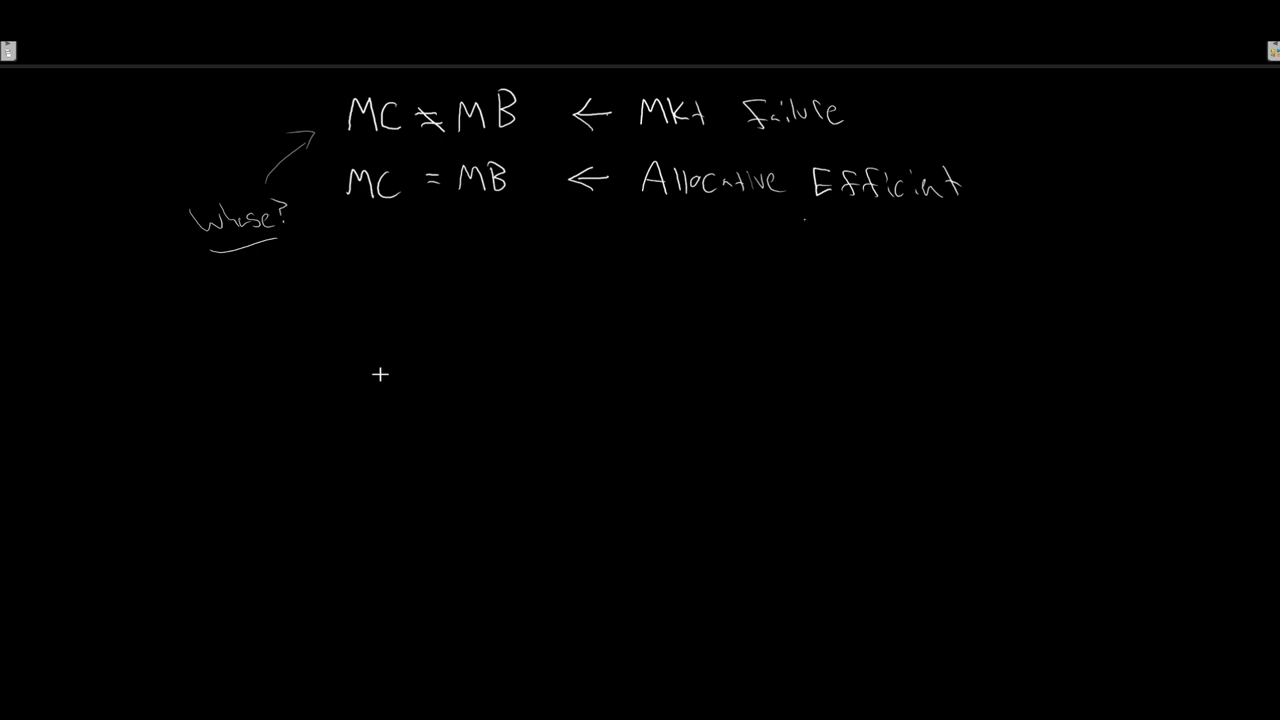 MC ≠ MB ← Mkt Failure
MC = MB ← Allocative Efficient
Whose?